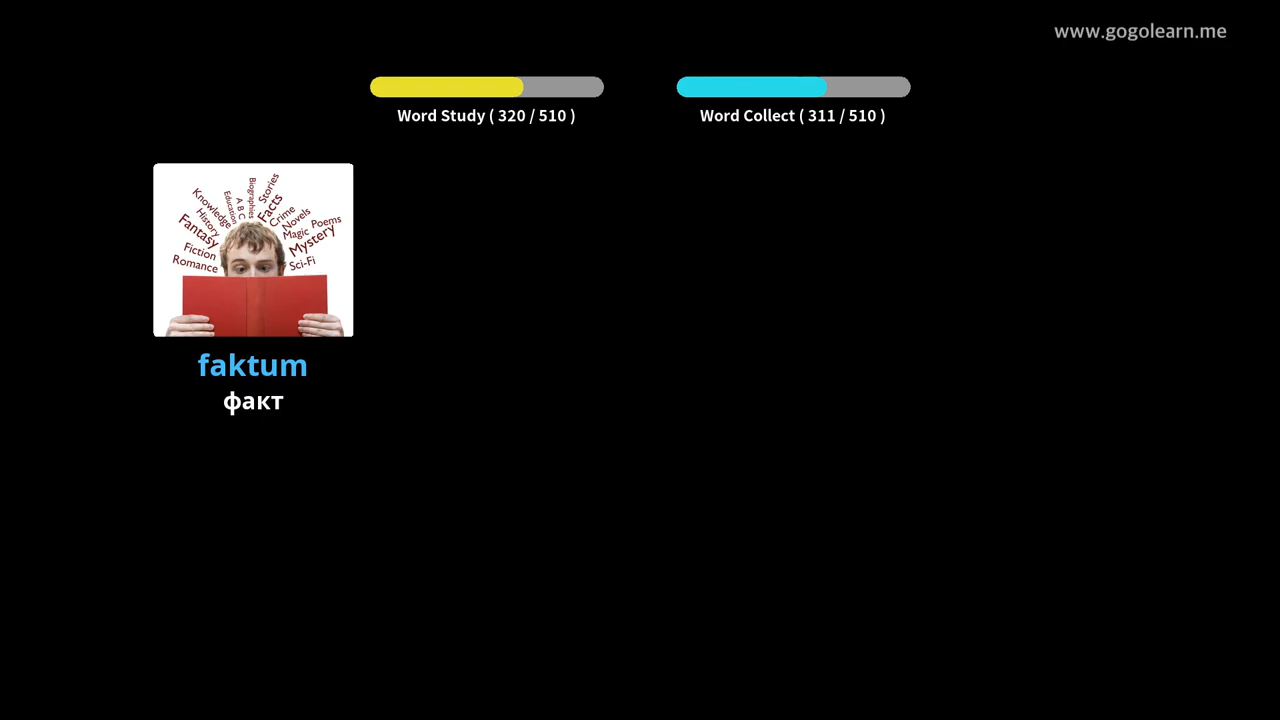 www.gogolearn.me
Word Study ( 320 / 510 )
Word Collect ( 311 / 510 )
Knowledge
History
Fantasy
Fiction
Romance
Education
A B C
Biographies
Stories
Facts
Crime
Novels
Magic
Poems
Mystery
Sci-Fi
faktum
факт